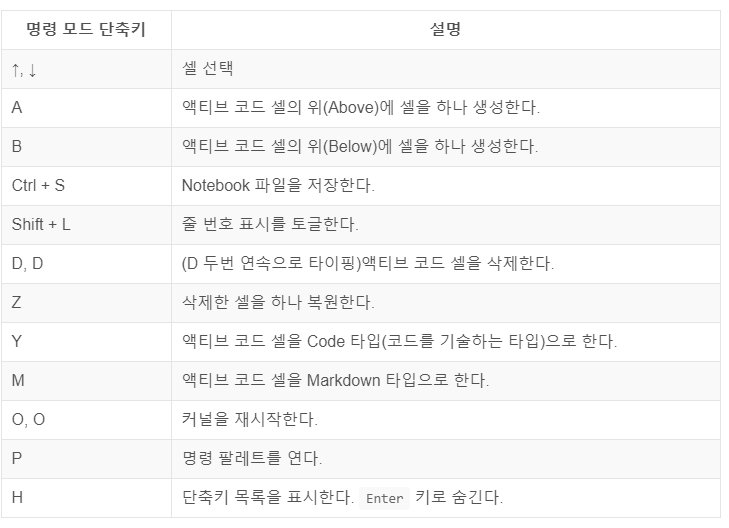 명령 모드 단축키 설명
↑, ↓ 셀 선택
A 액티브 코드 셀의 위(Above)에 셀을 하나 생성한다.
B 액티브 코드 셀의 위(Below)에 셀을 하나 생성한다.
Ctrl + S Notebook 파일을 저장한다.
Shift + L 줄 번호 표시를 토글한다.
D, D (D 두번 연속으로 타이핑)액티브 코드 셀을 삭제한다.
Z 삭제한 셀을 하나 복원한다.
Y 액티브 코드 셀을 Code 타입(코드를 기술하는 타입)으로 한다.
M 액티브 코드 셀을 Markdown 타입으로 한다.
O, O 커널을 재시작한다.
P 명령 팔레트를 연다.
H 단축키 목록을 표시한다. Enter 키로 숨긴다.